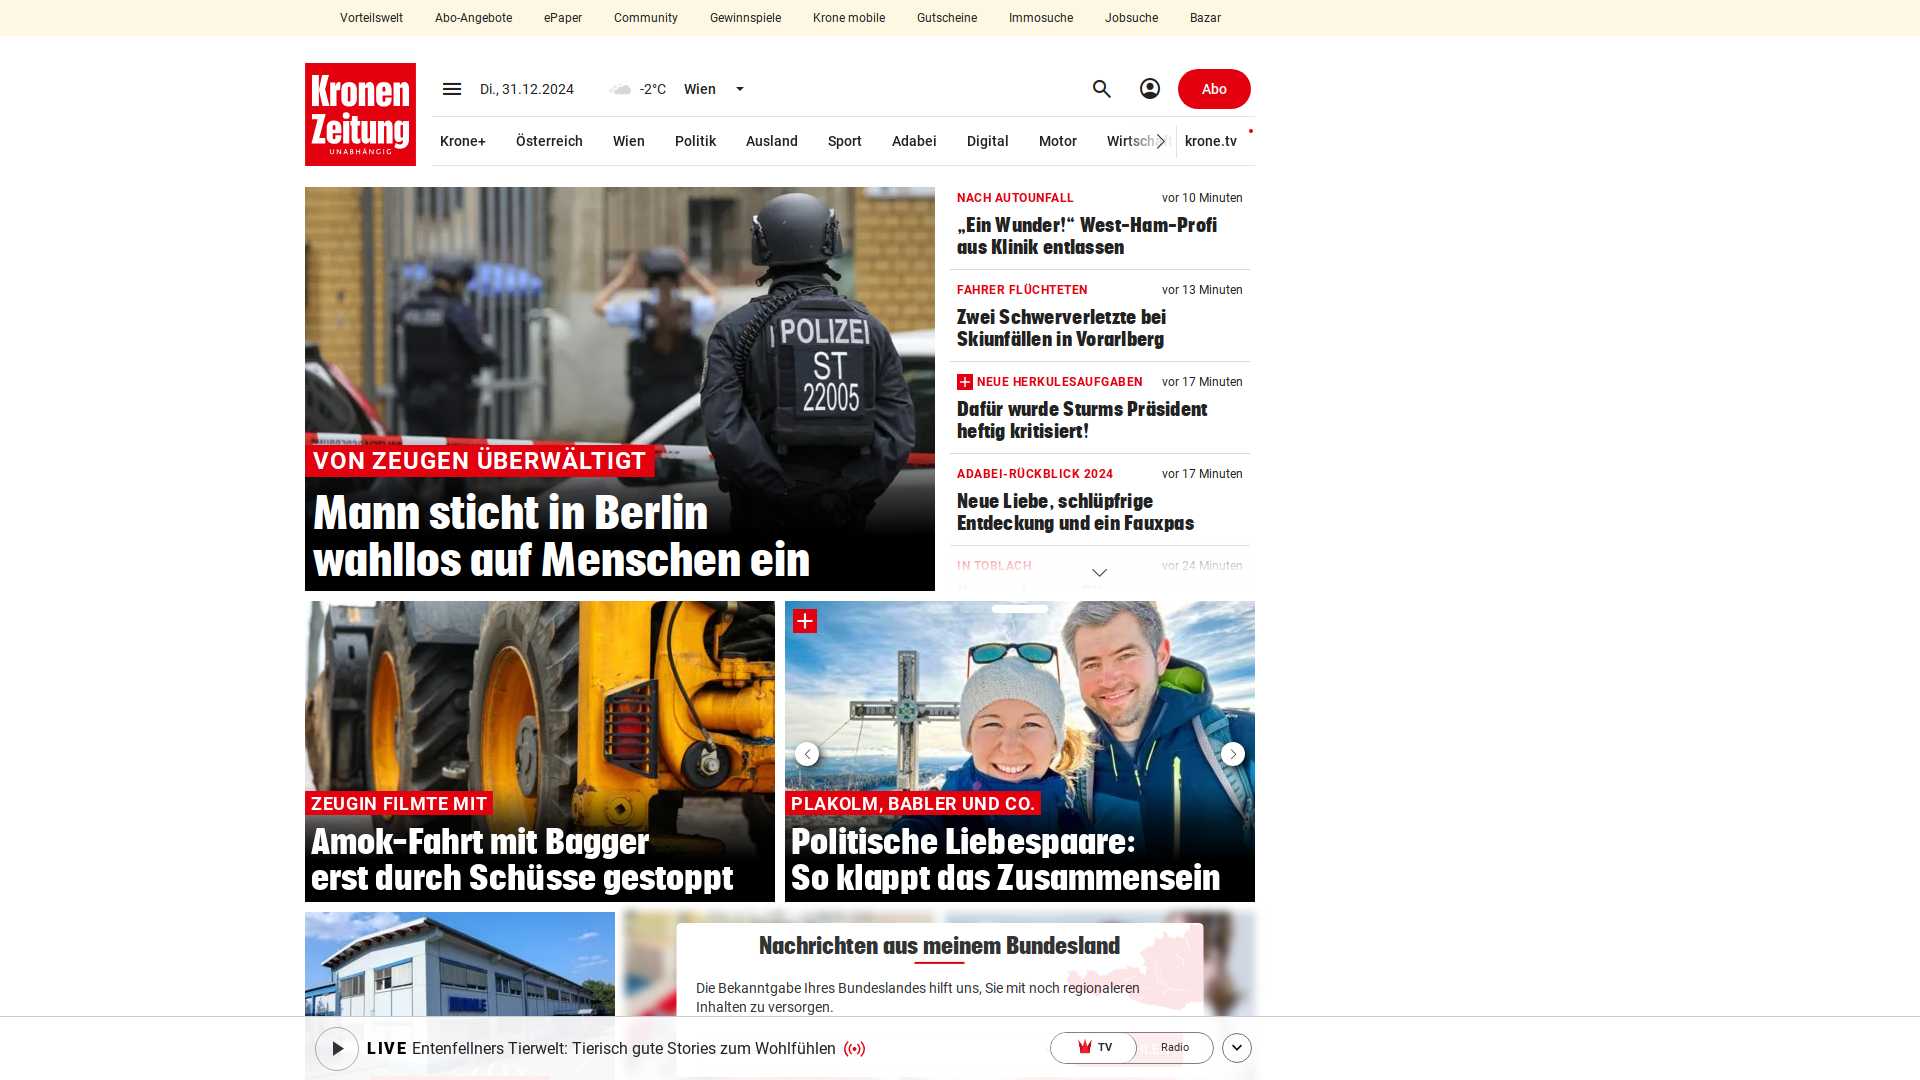 Vorteilswelt Abo-Angebote ePaper Community Gewinnspiele Krone mobile Gutscheine Immosuche Jobsuche Bazar
Kronen
Zeitung
UNABHÄNGIG
Di., 31.12.2024 -2°C Wien Abo
Krone+ Österreich Wien Politik Ausland Sport Adabei Digital Motor Wirtschaft krone.tv
POLIZEI
ST
22005
VON ZEUGEN ÜBERWÄLTIGT
Mann sticht in Berlin
wahllos auf Menschen ein
NACH AUTOUNFALL vor 10 Minuten
„Ein Wunder!“ West-Ham-Profi
aus Klinik entlassen
FAHRER FLÜCHTETEN vor 13 Minuten
Zwei Schwerverletzte bei
Skiunfällen in Vorarlberg
NEUE HERKULESAUFGABEN vor 17 Minuten
Dafür wurde Sturms Präsident
heftig kritisiert!
ADABEI-RÜCKBLICK 2024 vor 17 Minuten
Neue Liebe, schlüpfrige
Entdeckung und ein Fauxpas
IN TOBLACH vor 24 Minuten
ZEUGIN FILMTE MIT
Amok-Fahrt mit Bagger
erst durch Schüsse gestoppt
PLAKOLM, BABLER UND CO.
Politische Liebespaare:
So klappt das Zusammensein
Nachrichten aus meinem Bundesland
Die Bekanntgabe Ihres Bundeslandes hilft uns, Sie mit noch regionaleren
Inhalten zu versorgen.
LIVE Entenfellners Tierwelt: Tierisch gute Stories zum Wohlfühlen TV Radio